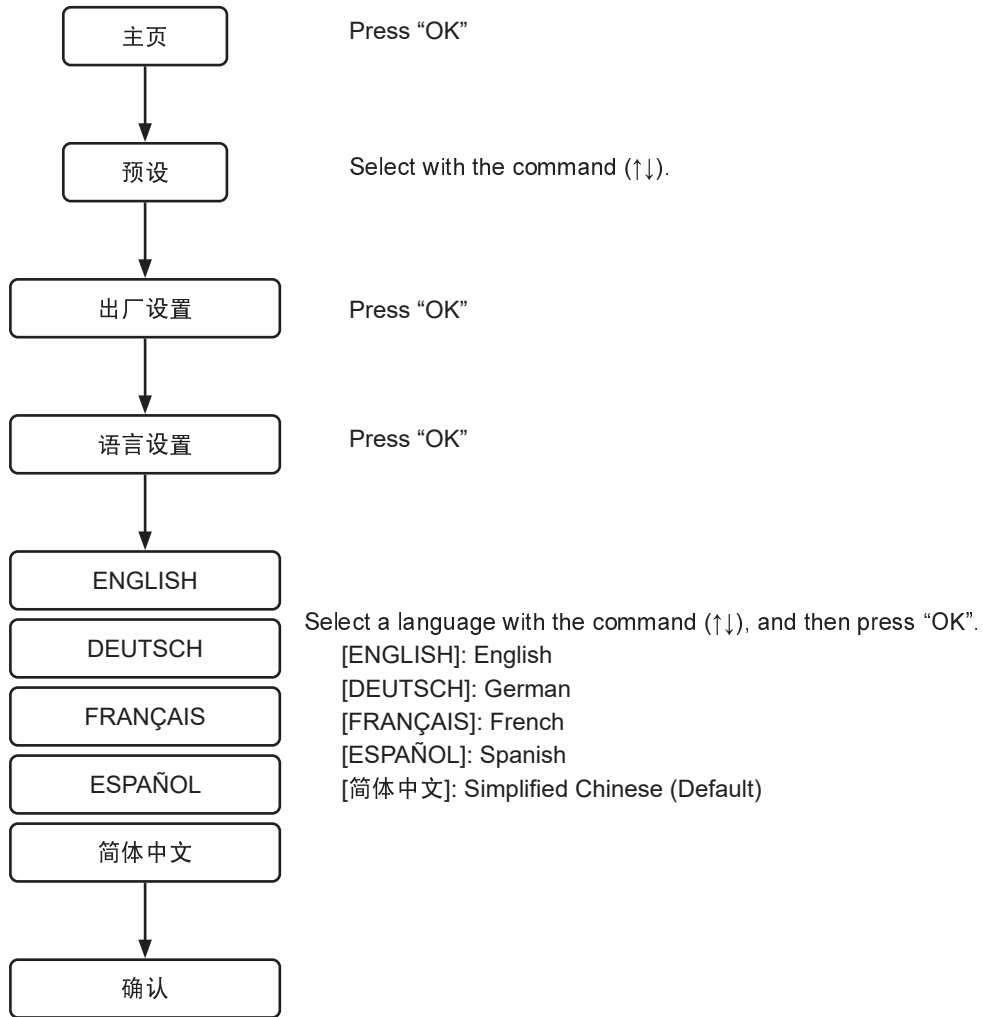 主页
Press “OK”
预设
Select with the command (↑↓).
出厂设置
Press “OK”
语言设置
Press “OK”
ENGLISH
DEUTSCH
FRANÇAIS
ESPAÑOL
简体中文
Select a language with the command (↑↓), and then press “OK”.
[ENGLISH]: English
[DEUTSCH]: German
[FRANÇAIS]: French
[ESPAÑOL]: Spanish
[简体中文]: Simplified Chinese (Default)
确认